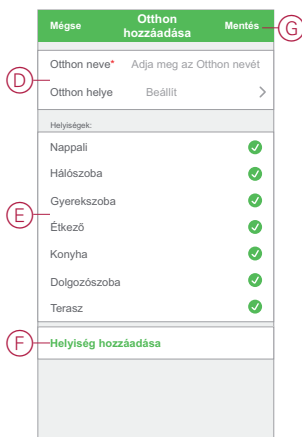 Mégse Otthon hozzáadása Mentés G
D Otthon neve* Adja meg az Otthon nevét
Otthon helye Beállít
Helyiségek:
Nappali
Hálószoba
Gyerekszoba
E Étkező
Konyha
Dolgozószoba
Terasz
F Helyiség hozzáadása